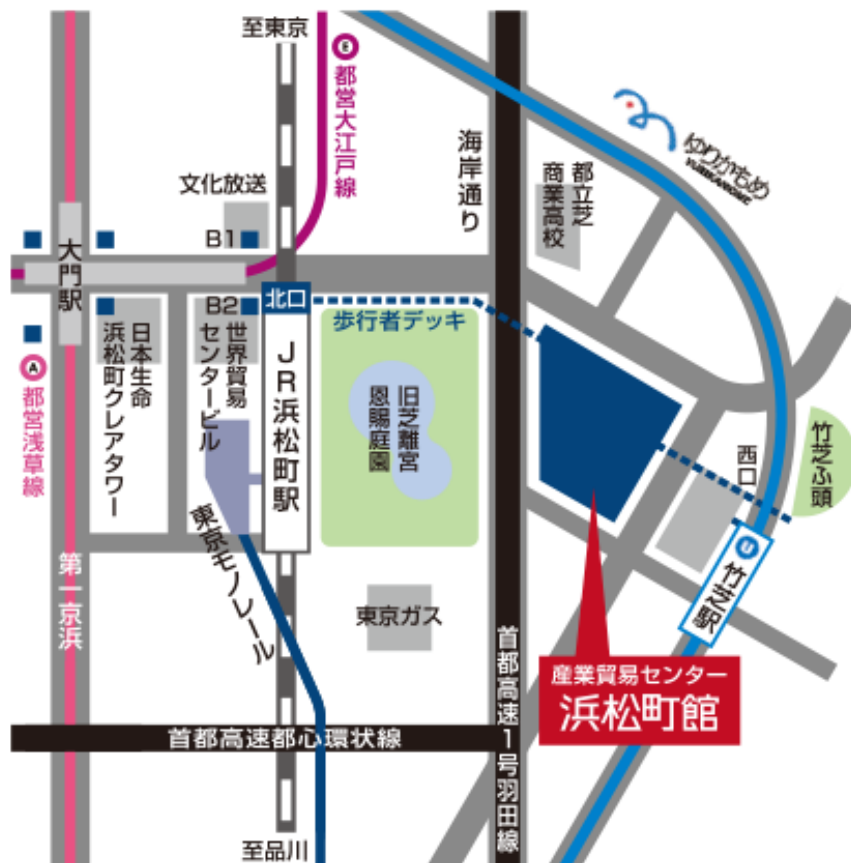 至東京
E
都営大江戸線
文化放送
海岸通り
都立芝
商業高校
ゆりかもめ
YURIKAMOME
B1
大門駅
B2
北口
歩行者デッキ
日本生命
浜松町クレアタワー
世界貿易
センタービル
JR浜松町駅
旧芝離宮
恩賜庭園
A
都営浅草線
西口
竹芝ふ頭
U
竹芝駅
東京モノレール
第一京浜
東京ガス
産業貿易センター
浜松町館
首都高速1号羽田線
首都高速都心環状線
至品川